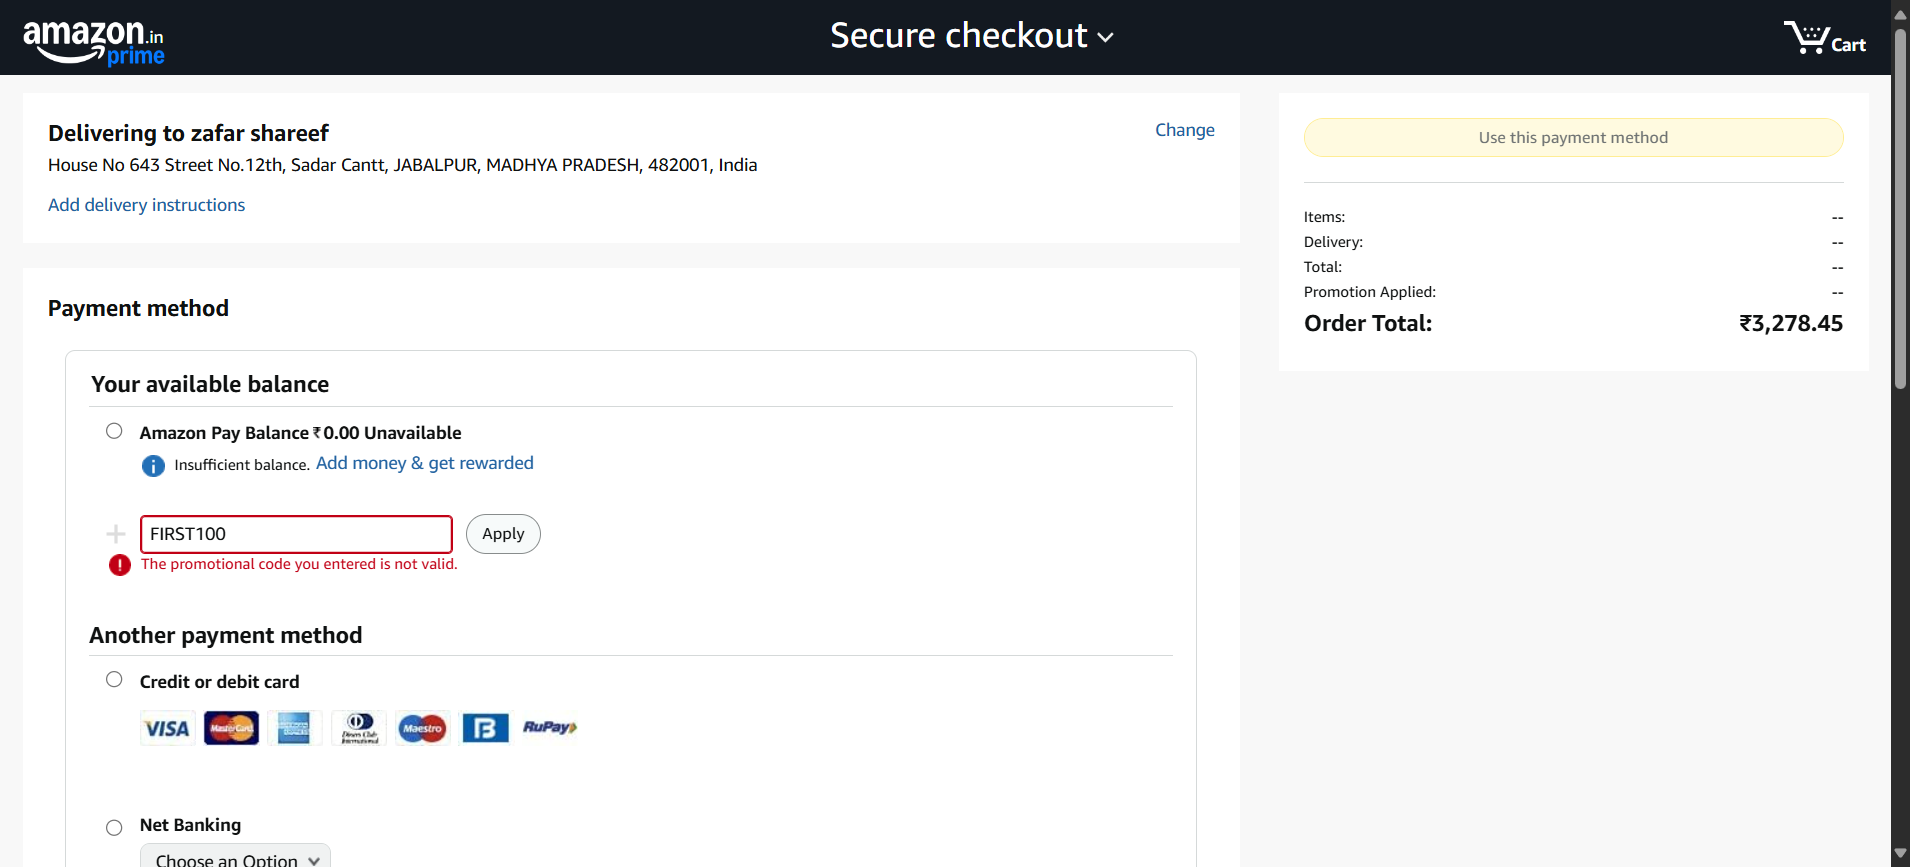 amazon.in
prime
Secure checkout
Cart
Delivering to zafar shareef
Change
House No 643 Street No.12th, Sadar Cantt, JABALPUR, MADHYA PRADESH, 482001, India
Add delivery instructions
Use this payment method
Items: --
Delivery: --
Total: --
Promotion Applied: --
Order Total: ₹3,278.45
Payment method
Your available balance
Amazon Pay Balance ₹0.00 Unavailable
Insufficient balance. Add money & get rewarded
FIRST100
Apply
The promotional code you entered is not valid.
Another payment method
Credit or debit card
VISA MasterCard Diners Club International Maestro B RuPay
Net Banking
Choose an Option